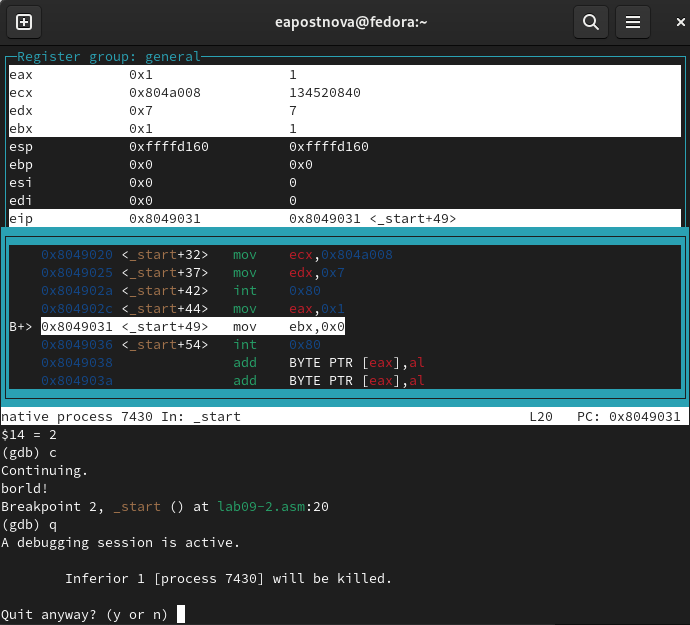 eapostnova@fedora:~
Register group: general
eax 0x1 1
ecx 0x804a008 134520840
edx 0x7 7
ebx 0x1 1
esp 0xffffd160 0xffffd160
ebp 0x0 0x0
esi 0x0 0
edi 0x0 0
eip 0x8049031 0x8049031 <_start+49>
0x8049020 <_start+32> mov ecx,0x804a008
0x8049025 <_start+37> mov edx,0x7
0x804902a <_start+42> int 0x80
0x804902c <_start+44> mov eax,0x1
B+> 0x8049031 <_start+49> mov ebx,0x0
0x8049036 <_start+54> int 0x80
0x8049038 add BYTE PTR [eax],al
0x804903a add BYTE PTR [eax],al
native process 7430 In: _start L20 PC: 0x8049031
$14 = 2
(gdb) c
Continuing.
borld!
Breakpoint 2, _start () at lab09-2.asm:20
(gdb) q
A debugging session is active.
Inferior 1 [process 7430] will be killed.
Quit anyway? (y or n)